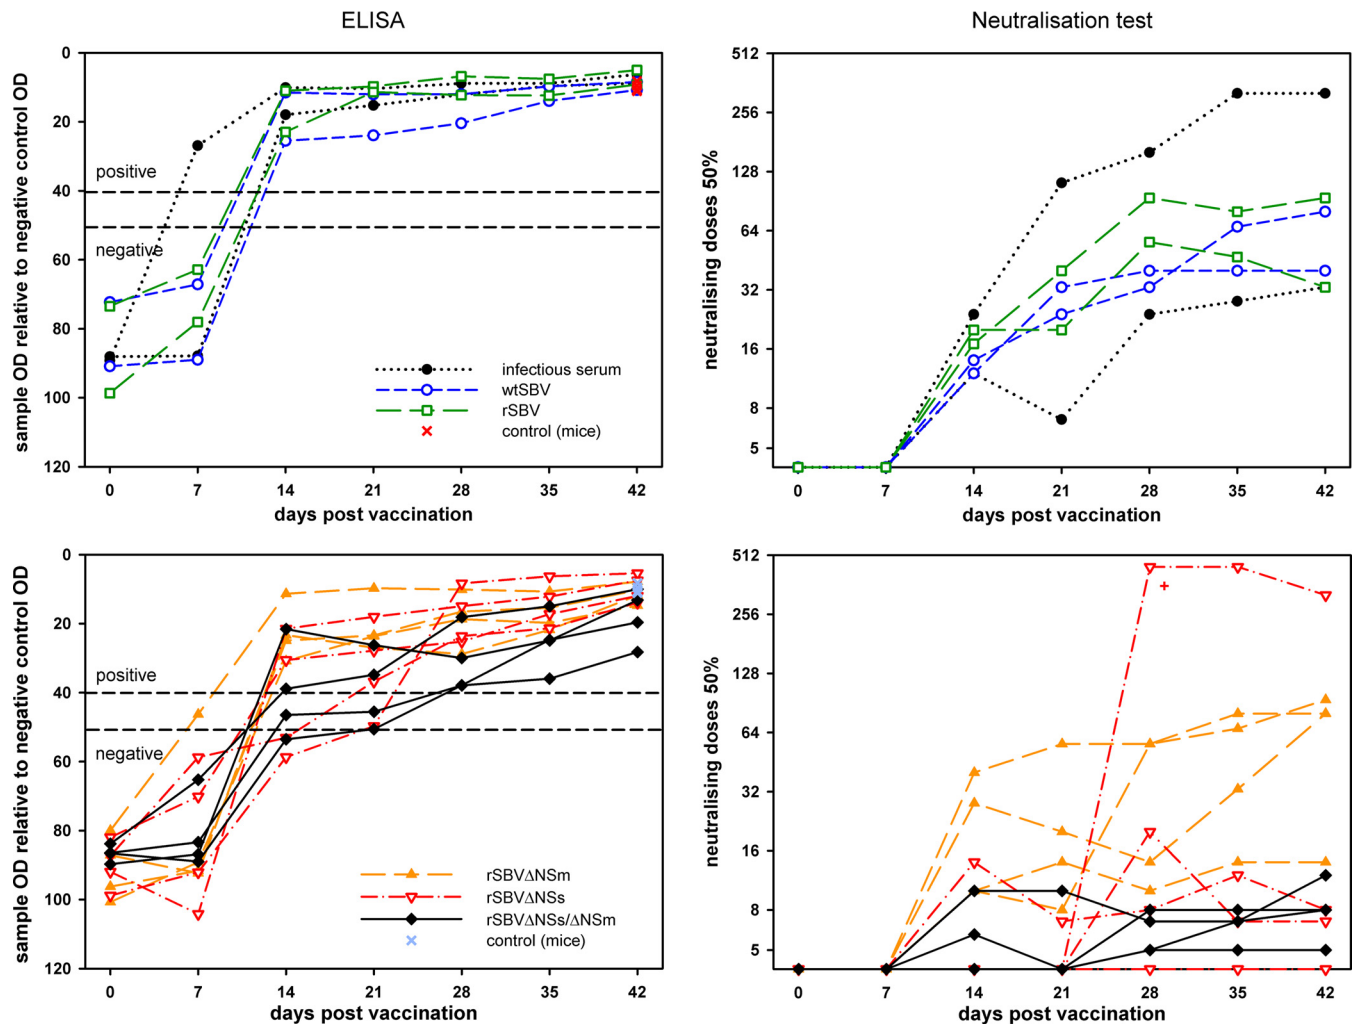 ELISA
Neutralisation test
sample OD relative to negative control OD
0
20
40
60
80
100
120
positive
negative
infectious serum
wtSBV
rSBV
control (mice)
0 7 14 21 28 35 42
days post vaccination
neutralising doses 50%
512
256
128
64
32
16
8
5
0 7 14 21 28 35 42
days post vaccination
sample OD relative to negative control OD
0
20
40
60
80
100
120
positive
negative
rSBVΔNSm
rSBVΔNSs
rSBVΔNSs/ΔNSm
control (mice)
0 7 14 21 28 35 42
days post vaccination
neutralising doses 50%
512
256
128
64
32
16
8
5
+
0 7 14 21 28 35 42
days post vaccination